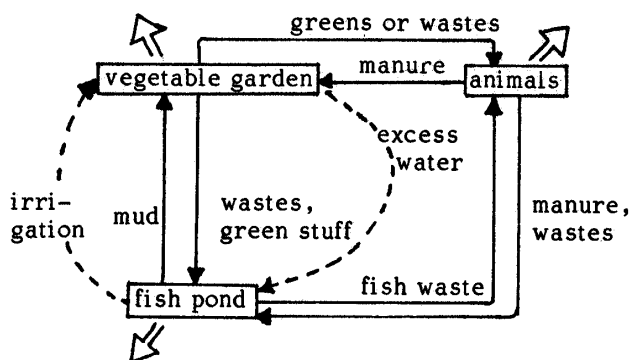 greens or wastes
manure
vegetable garden
animals
excess
water
irri-
gation
mud
wastes,
green stuff
manure,
wastes
fish waste
fish pond